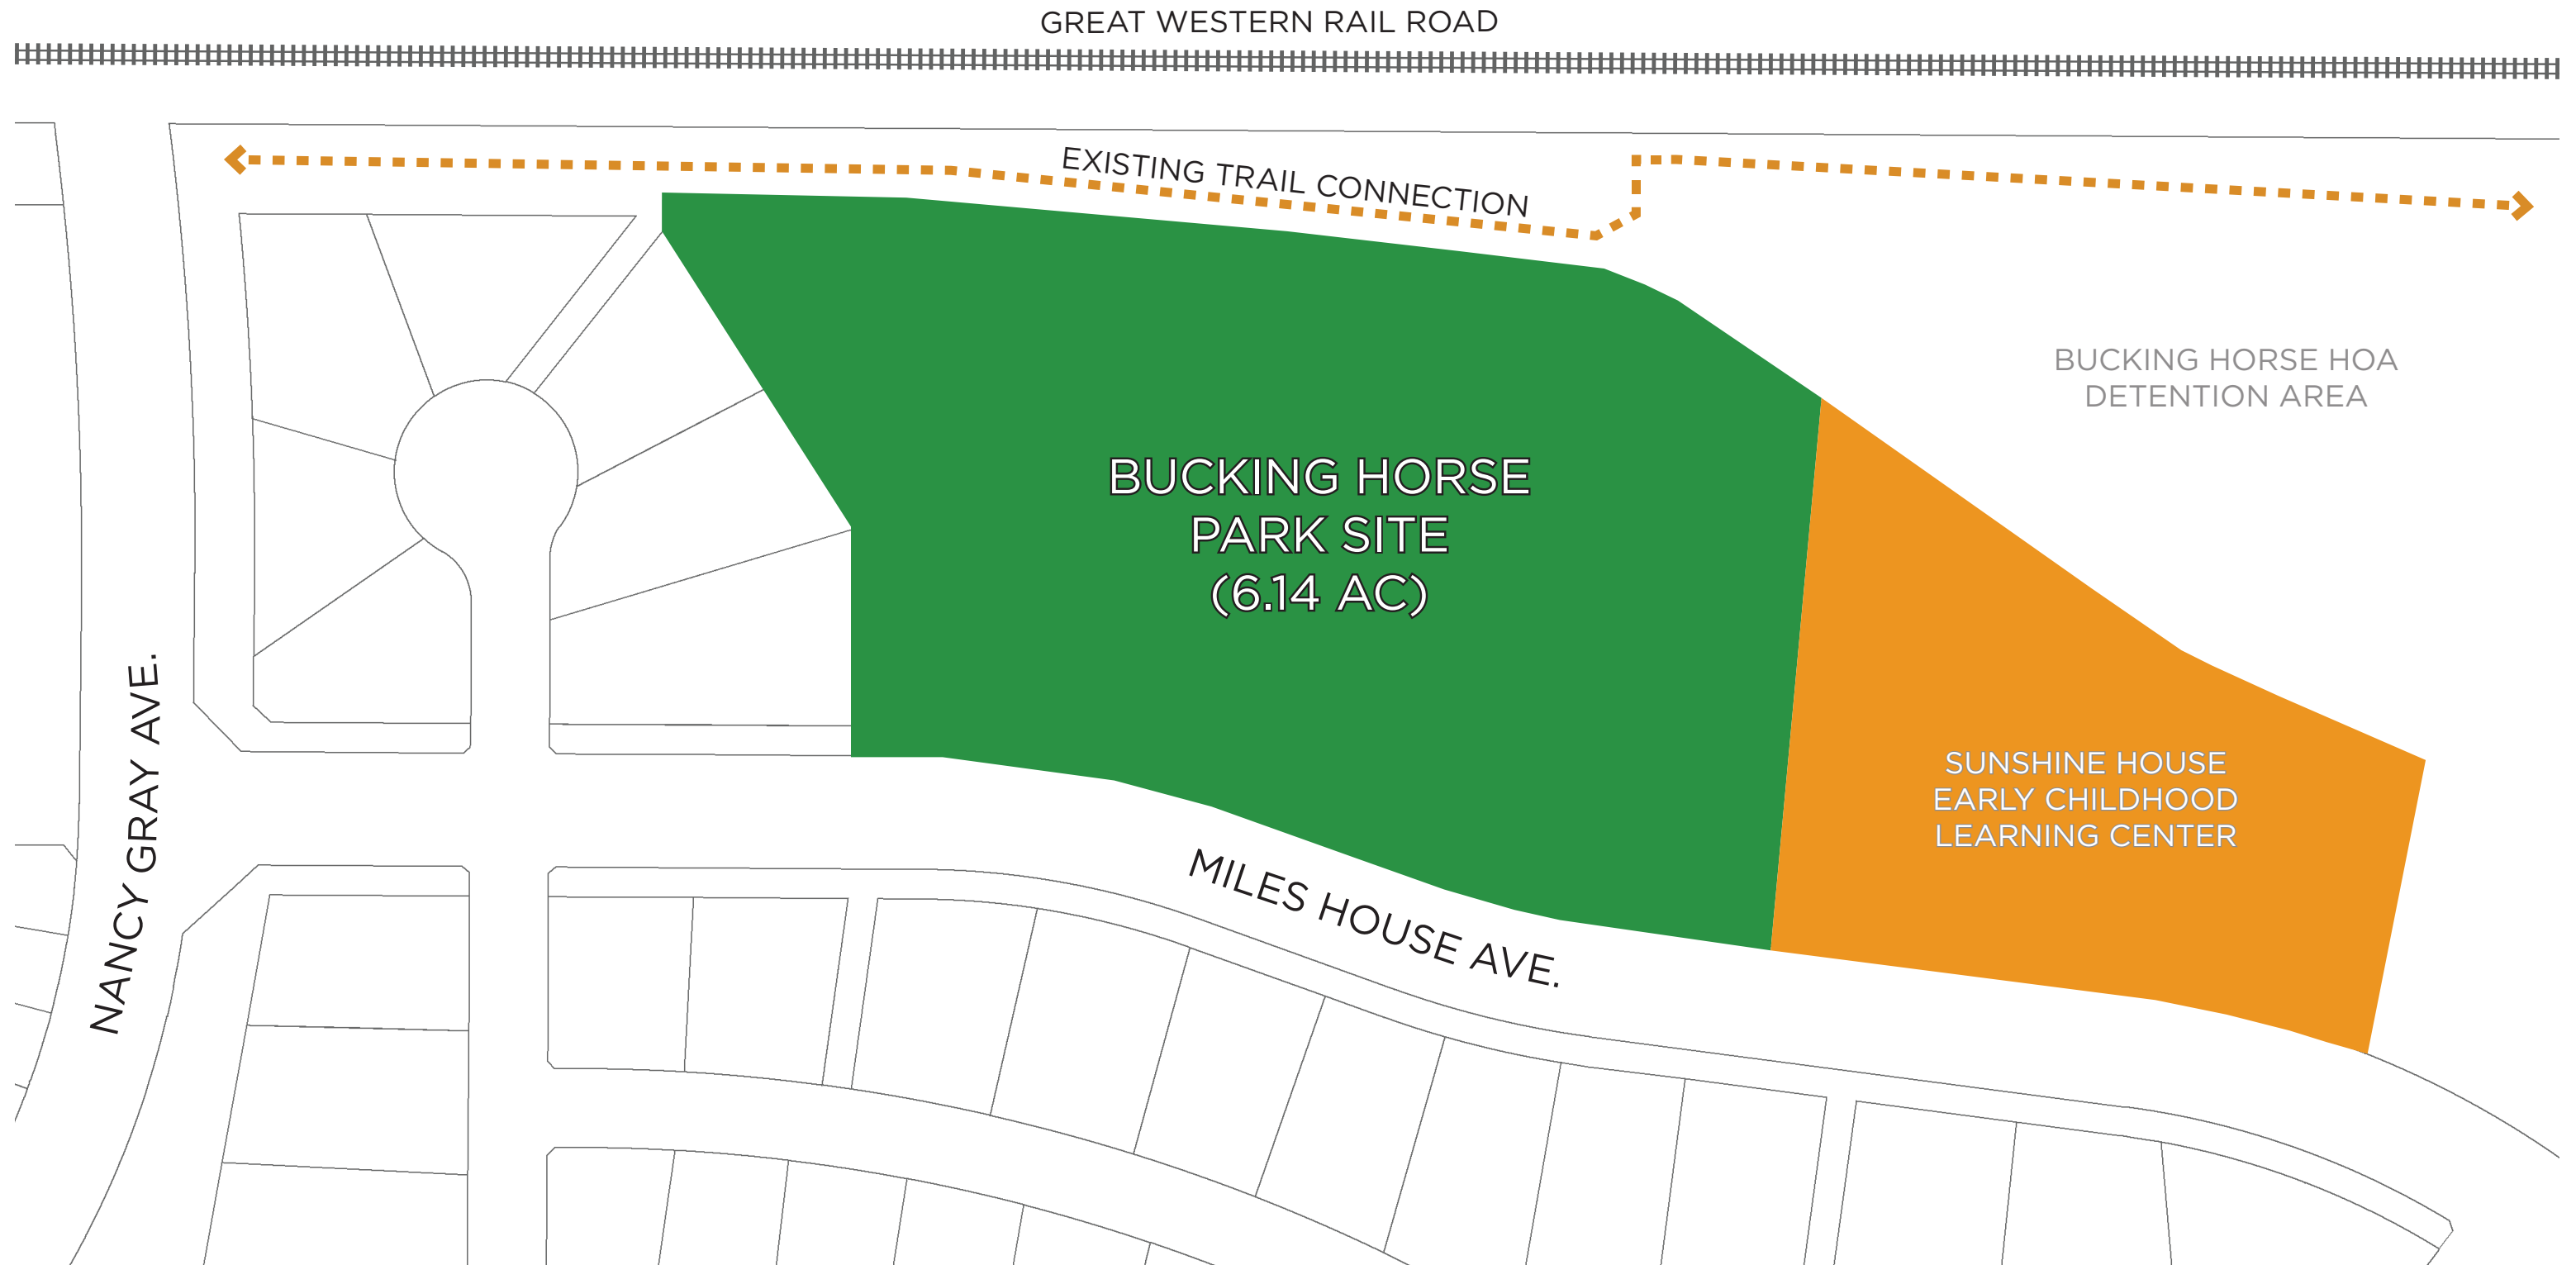 GREAT WESTERN RAIL ROAD
EXISTING TRAIL CONNECTION
BUCKING HORSE HOA
DETENTION AREA
BUCKING HORSE
PARK SITE
(6.14 AC)
SUNSHINE HOUSE
EARLY CHILDHOOD
LEARNING CENTER
NANCY GRAY AVE.
MILES HOUSE AVE.